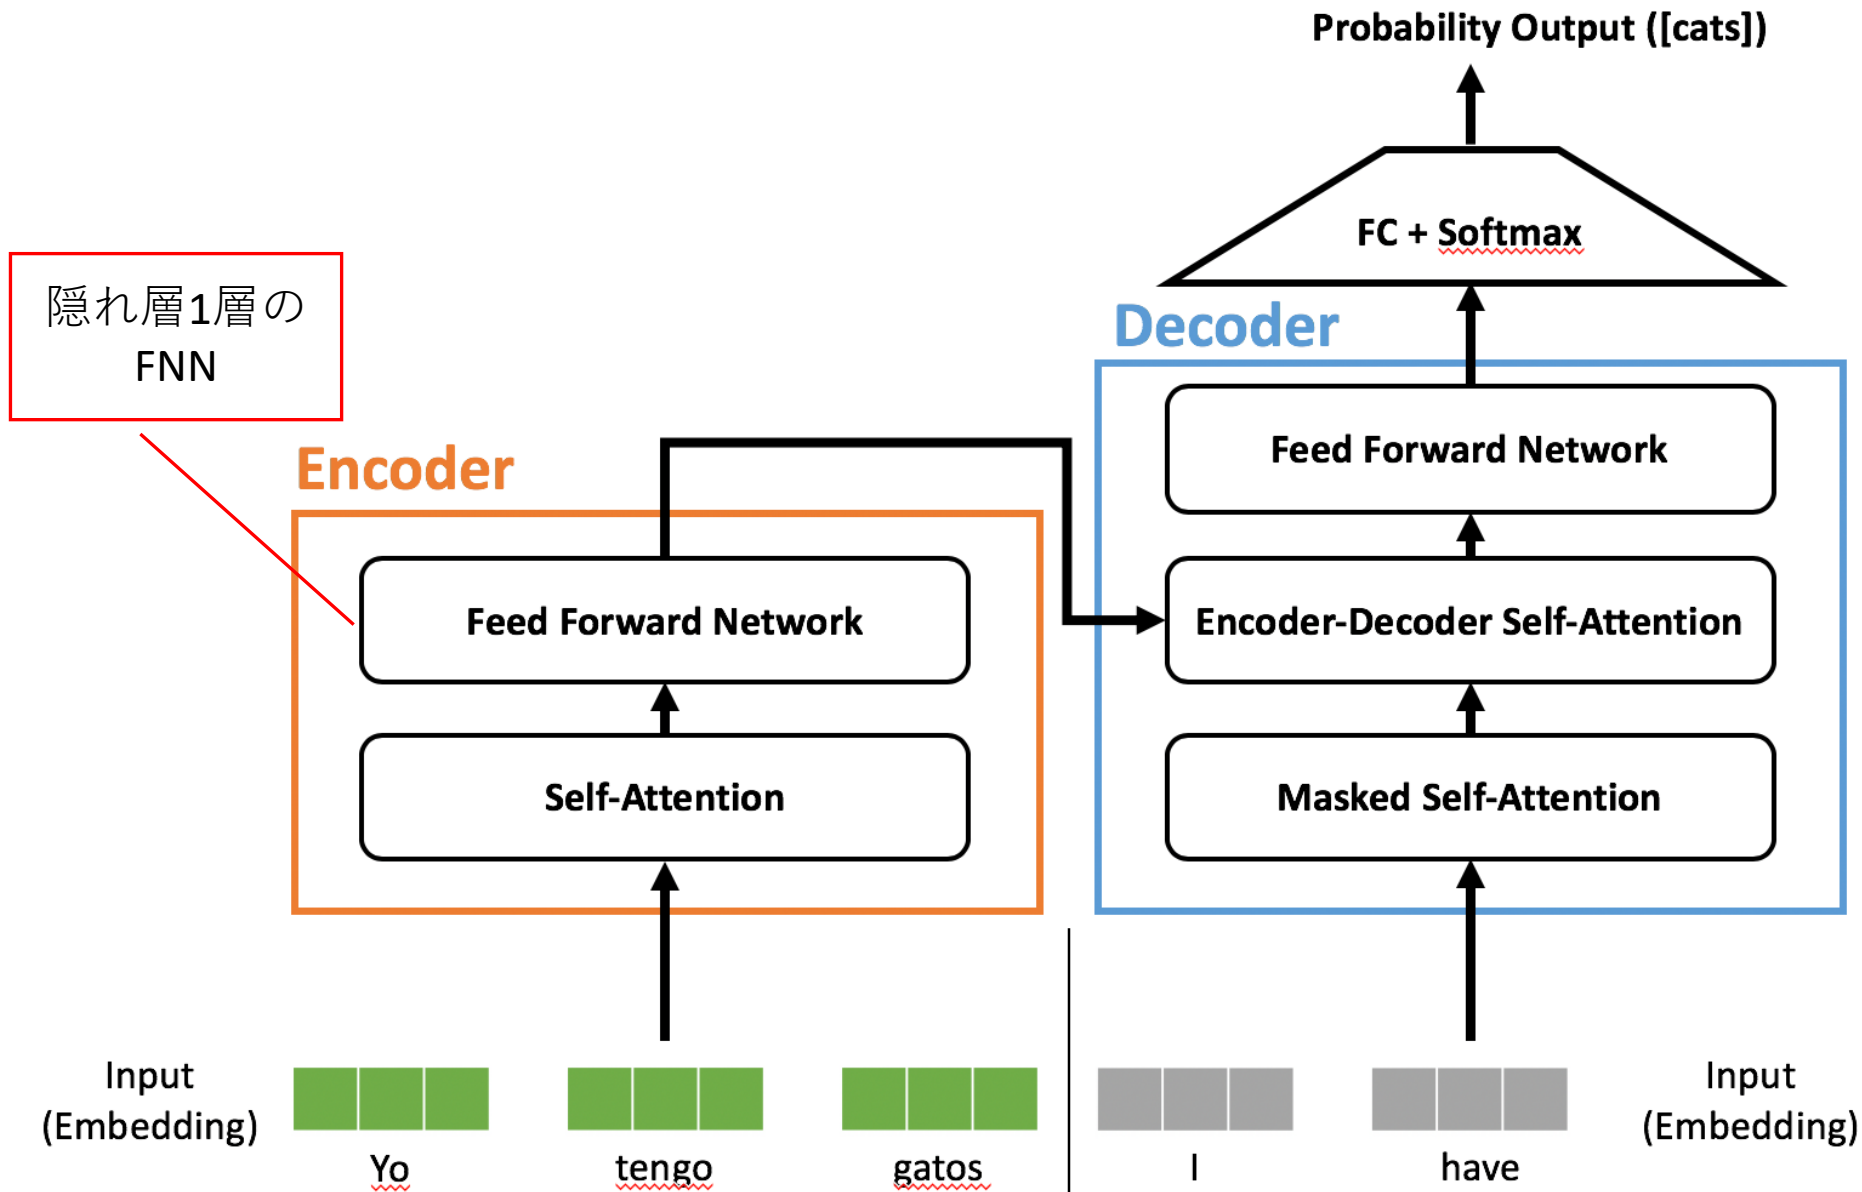 Probability Output ([cats])
FC + Softmax
隠れ層1層の
FNN
Decoder
Feed Forward Network
Encoder
Feed Forward Network
Encoder-Decoder Self-Attention
Self-Attention
Masked Self-Attention
Input
(Embedding)
Yo
tengo
gatos
I
have
Input
(Embedding)